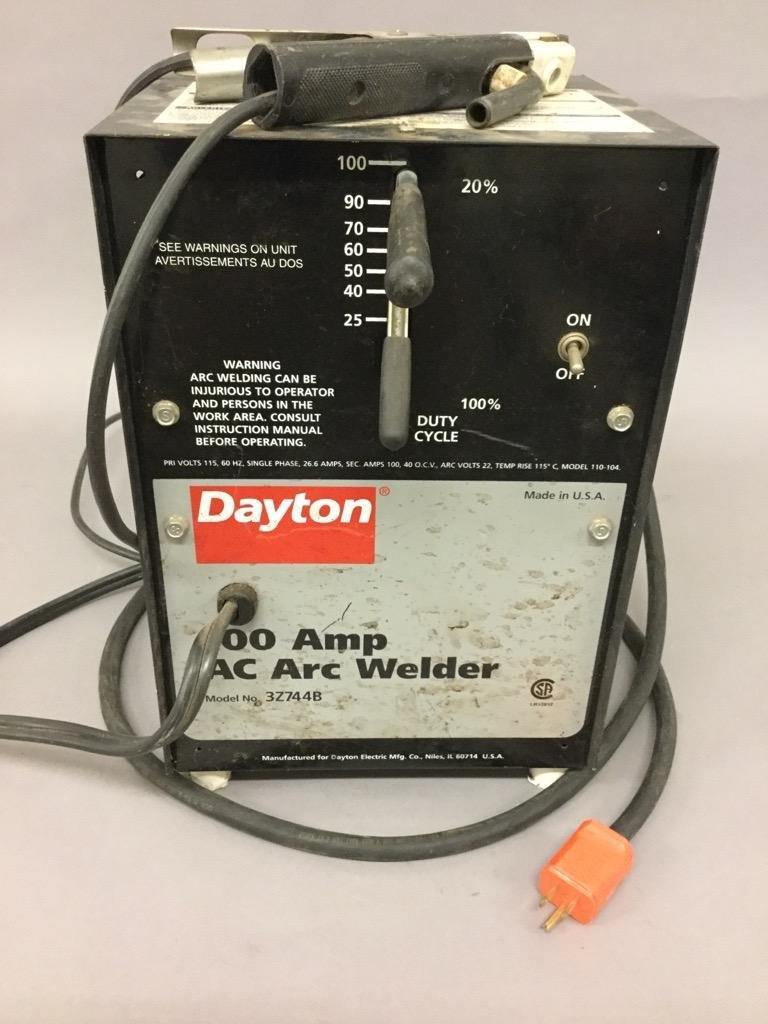 100
20%
90
70
60
50
40
25
SEE WARNINGS ON UNIT
AVERTISSEMENTS AU DOS
ON
OFF
WARNING
ARC WELDING CAN BE
INJURIOUS TO OPERATOR
AND PERSONS IN THE
WORK AREA. CONSULT
INSTRUCTION MANUAL
BEFORE OPERATING.
100%
DUTY
CYCLE
PRI VOLTS 115, 60 HZ, SINGLE PHASE, 26.6 AMPS, SEC. AMPS 100, 40 O.C.V., ARC VOLTS 22, TEMP RISE 115° C, MODEL 110-104.
Dayton®
Made in U.S.A.
00 Amp
AC Arc Welder
Model No. 3Z744B
Manufactured for Dayton Electric Mfg. Co., Niles, IL 60714 U.S.A.